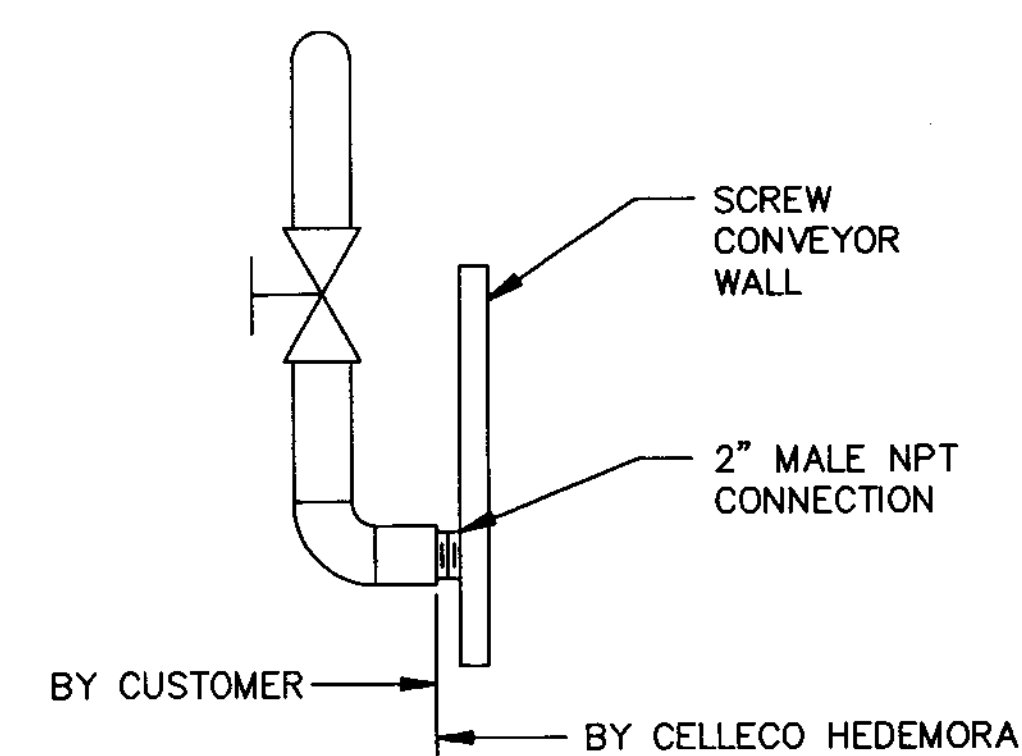 SCREW
CONVEYOR
WALL
2” MALE NPT
CONNECTION
BY CUSTOMER
BY CELLECO HEDEMORA